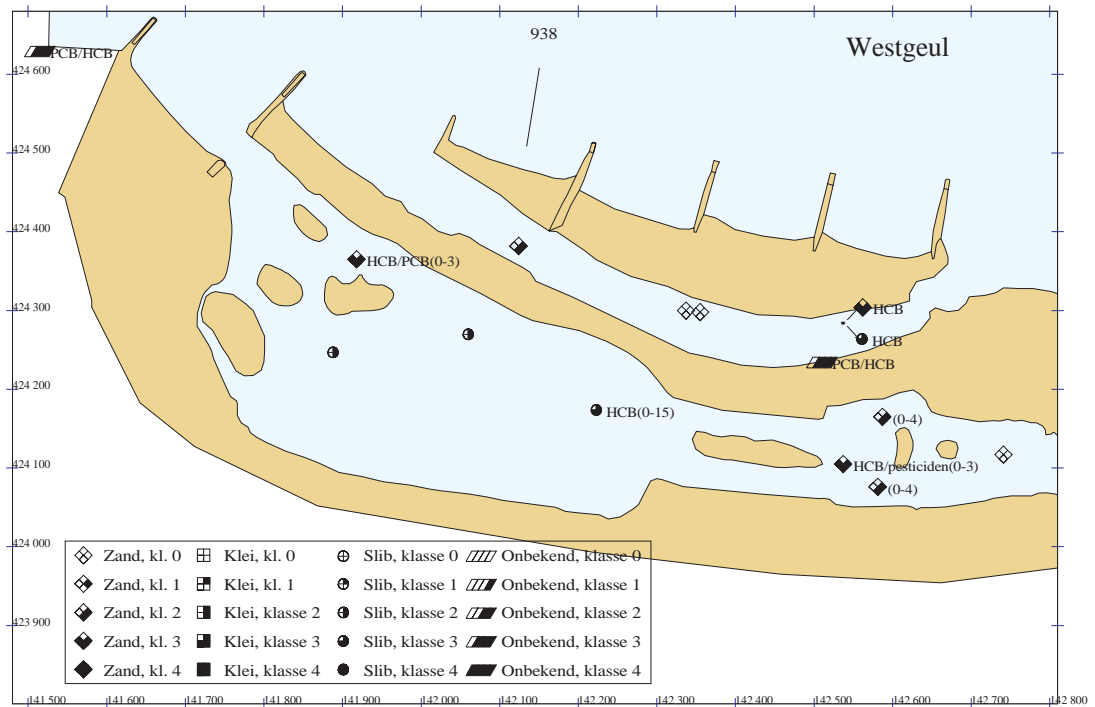 938
Westgeul
PCB/HCB
424 600
424 500
424 400
HCB/PCB(0-3)
424 300
HCB
HCB
PCB/HCB
424 200
HCB(0-15)
(0-4)
424 100
HCB/pesticiden(0-3)
(0-4)
424 000
Zand, kl. 0 Klei, kl. 0 Slib, klasse 0 Onbekend, klasse 0
Zand, kl. 1 Klei, kl. 1 Slib, klasse 1 Onbekend, klasse 1
Zand, kl. 2 Klei, klasse 2 Slib, klasse 2 Onbekend, klasse 2
423 900
Zand, kl. 3 Klei, klasse 3 Slib, klasse 3 Onbekend, klasse 3
Zand, kl. 4 Klei, klasse 4 Slib, klasse 4 Onbekend, klasse 4
141 500 141 600 141 700 141 800 141 900 142 000 142 100 142 200 142 300 142 400 142 500 142 600 142 700 142 800